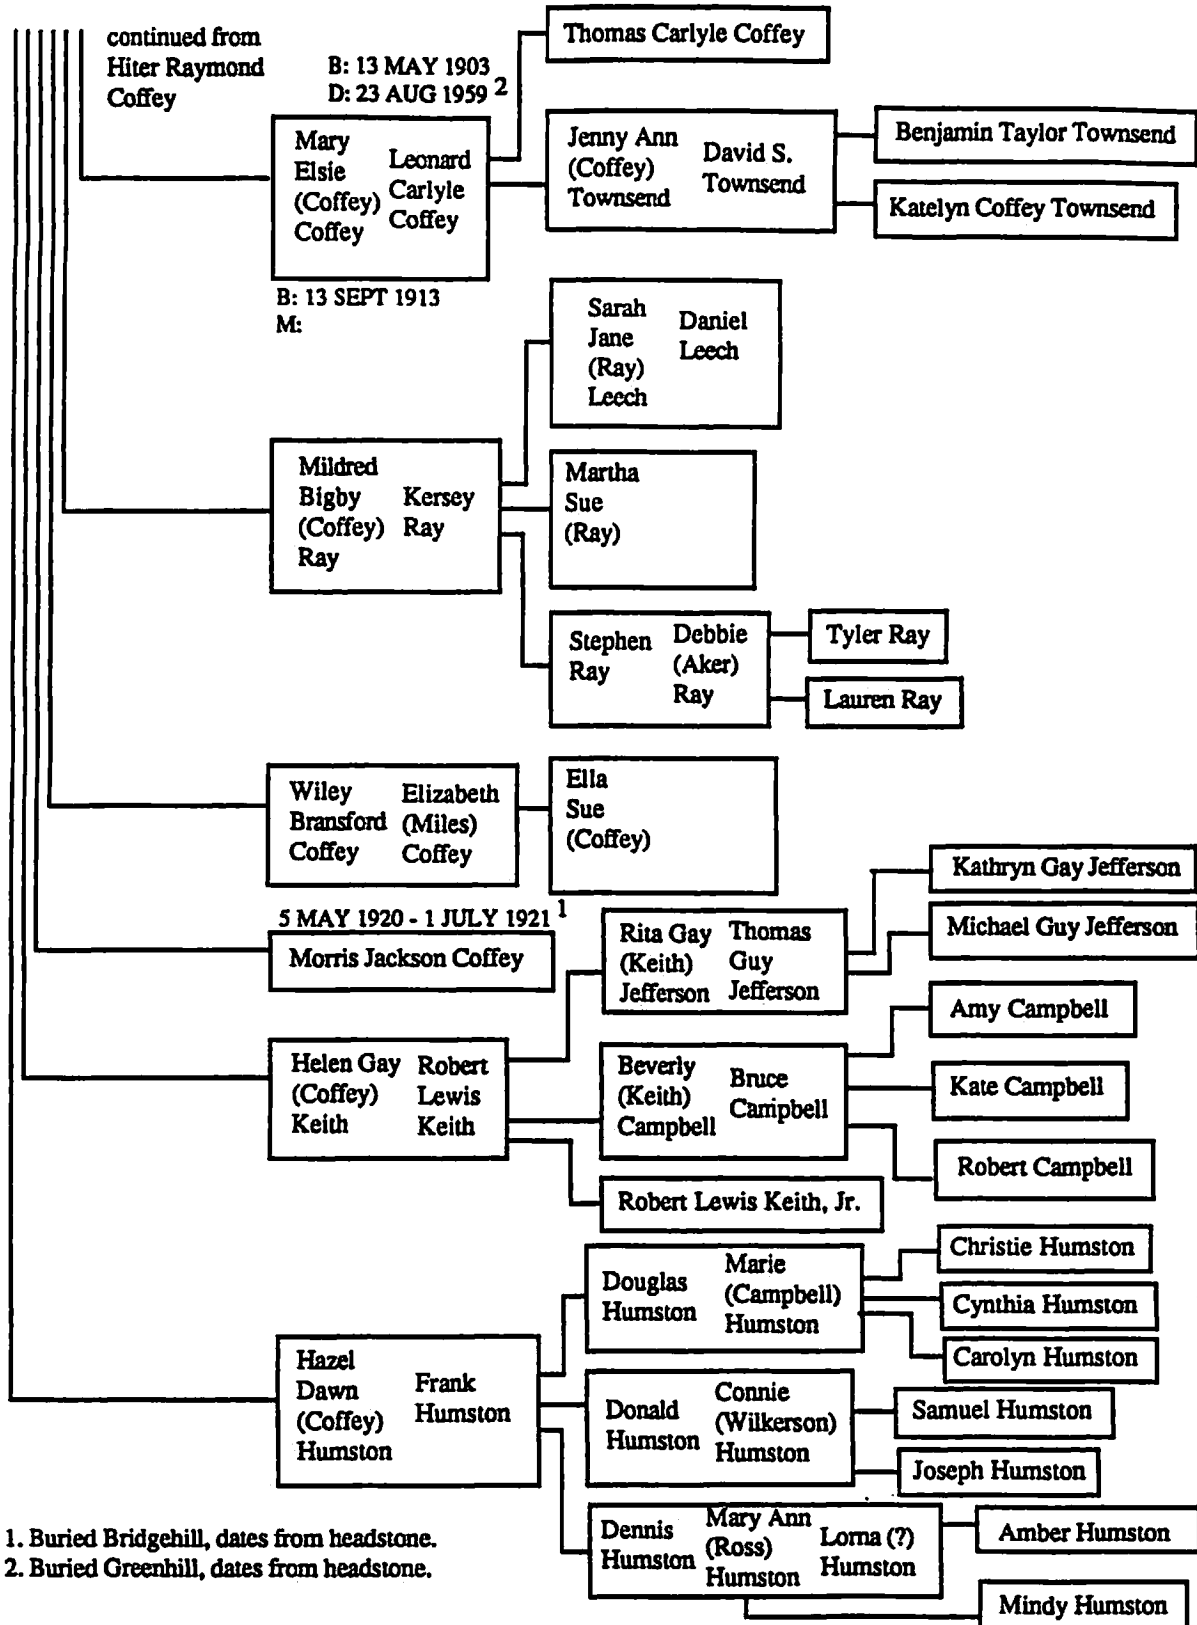 continued from
Hiter Raymond
Coffey
B: 13 MAY 1903
D: 23 AUG 1959 2
Mary
Elsie
(Coffey)
Coffey
Leonard
Carlyle
Coffey
B: 13 SEPT 1913
M:
Thomas Carlyle Coffey
Jenny Ann
(Coffey)
Townsend
David S.
Townsend
Benjamin Taylor Townsend
Katelyn Coffey Townsend
Mildred
Bigby
(Coffey)
Ray
Kersey
Ray
Sarah
Jane
(Ray)
Leech
Daniel
Leech
Martha
Sue
(Ray)
Stephen
Ray
Debbie
(Aker)
Ray
Tyler Ray
Lauren Ray
Wiley
Bransford
Coffey
Elizabeth
(Miles)
Coffey
Ella
Sue
(Coffey)
5 MAY 1920 - 1 JULY 1921 1
Morris Jackson Coffey
Helen Gay
(Coffey)
Keith
Robert
Lewis
Keith
Rita Gay
(Keith)
Jefferson
Thomas
Guy
Jefferson
Kathryn Gay Jefferson
Michael Guy Jefferson
Beverly
(Keith)
Campbell
Bruce
Campbell
Amy Campbell
Kate Campbell
Robert Campbell
Robert Lewis Keith, Jr.
Hazel
Dawn
(Coffey)
Humston
Frank
Humston
Douglas
Humston
Marie
(Campbell)
Humston
Christie Humston
Cynthia Humston
Carolyn Humston
Donald
Humston
Connie
(Wilkerson)
Humston
Samuel Humston
Joseph Humston
Dennis
Humston
Mary Ann
(Ross)
Humston
Lorna (?)
Humston
Amber Humston
Mindy Humston
1. Buried Bridgehill, dates from headstone.
2. Buried Greenhill, dates from headstone.